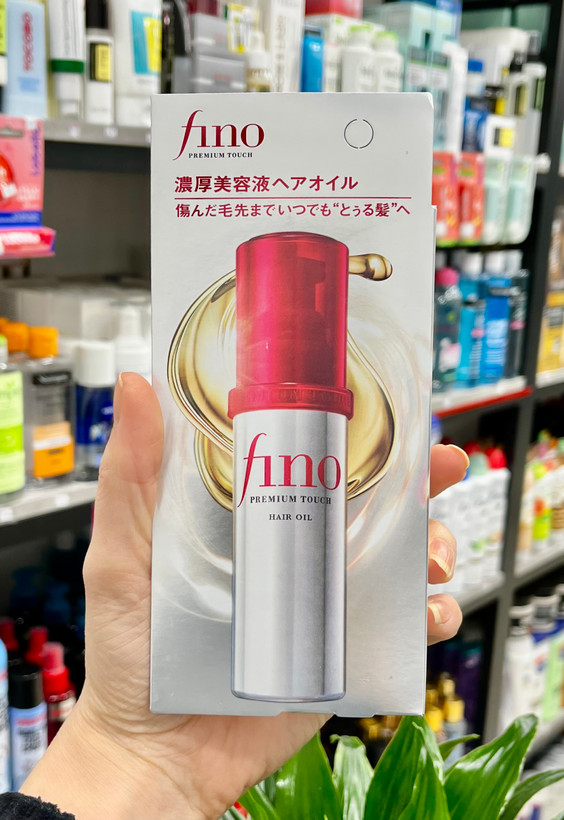 fino
PREMIUM TOUCH
濃厚美容液ヘアオイル
傷んだ毛先までいつでも“とぅる髪”へ
fino
PREMIUM TOUCH
HAIR OIL